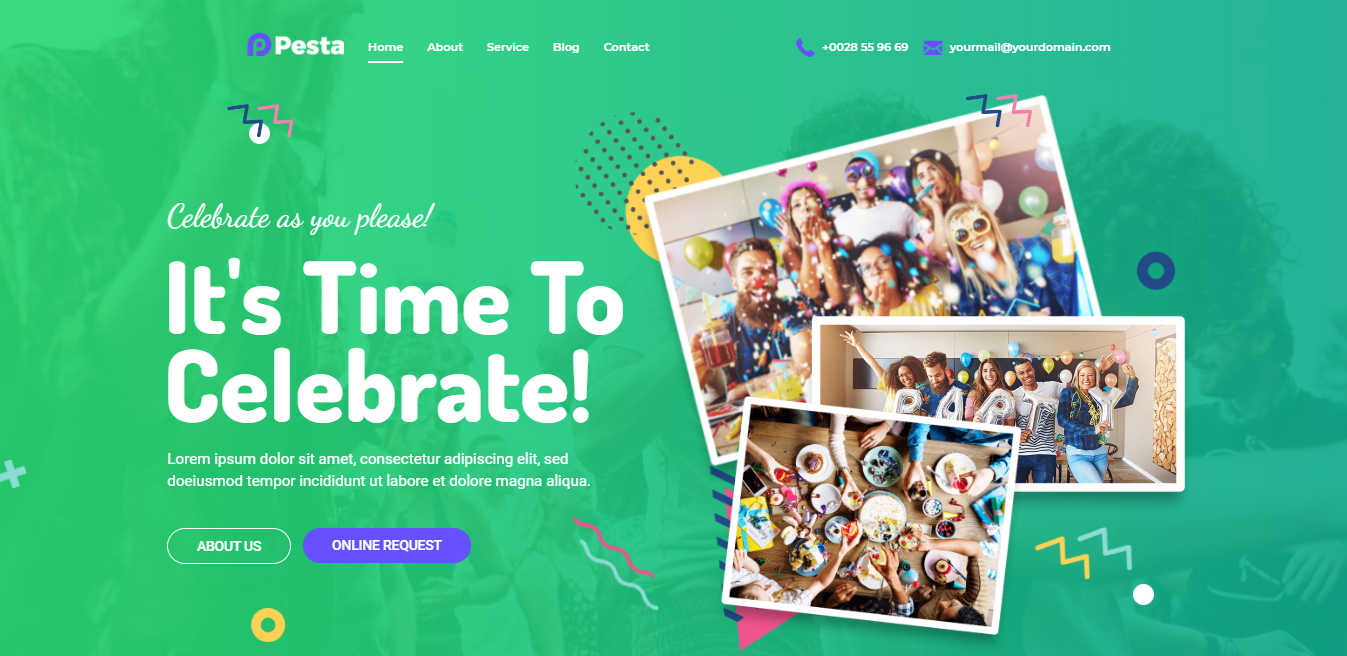 Pesta
Home About Service Blog Contact
+0028 55 96 69 yourmail@yourdomain.com
Celebrate as you please!
It's Time To
Celebrate!
Lorem ipsum dolor sit amet, consectetur adipiscing elit, sed
doeiusmod tempor incididunt ut labore et dolore magna aliqua.
ABOUT US ONLINE REQUEST
PARTY